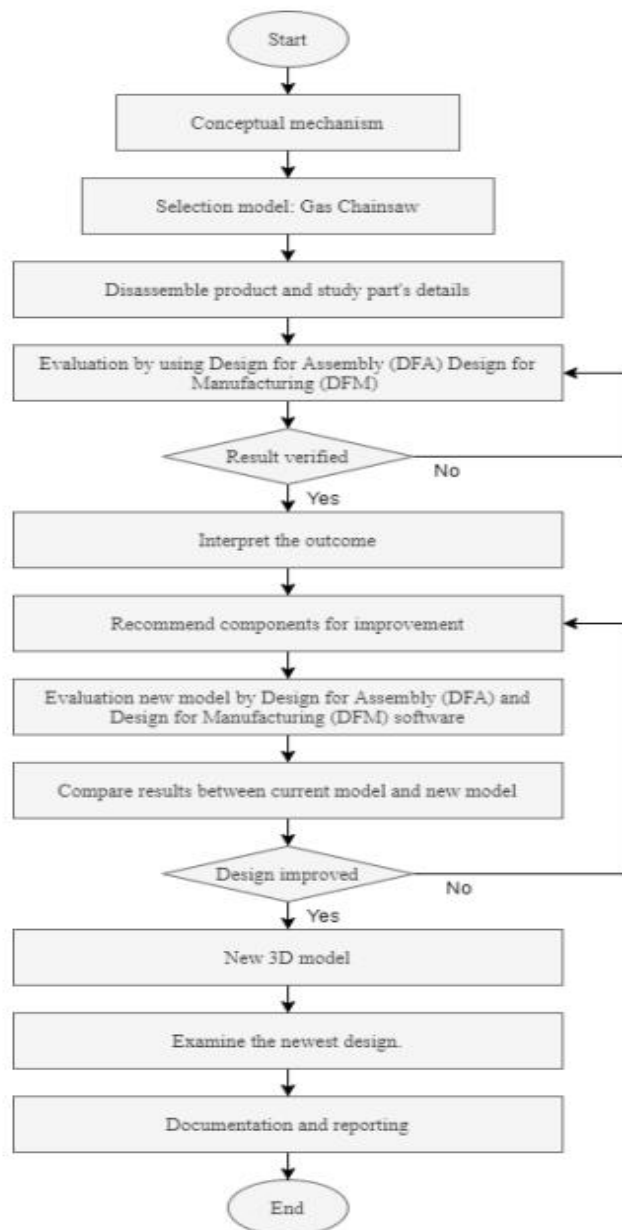 Start
Conceptual mechanism
Selection model: Gas Chainsaw
Disassemble product and study part's details
Evaluation by using Design for Assembly (DFA) Design for
Manufacturing (DFM)
Result verified
No
Yes
Interpret the outcome
Recommend components for improvement
Evaluation new model by Design for Assembly (DFA) and
Design for Manufacturing (DFM) software
Compare results between current model and new model
Design improved
No
Yes
New 3D model
Examine the newest design.
Documentation and reporting
End